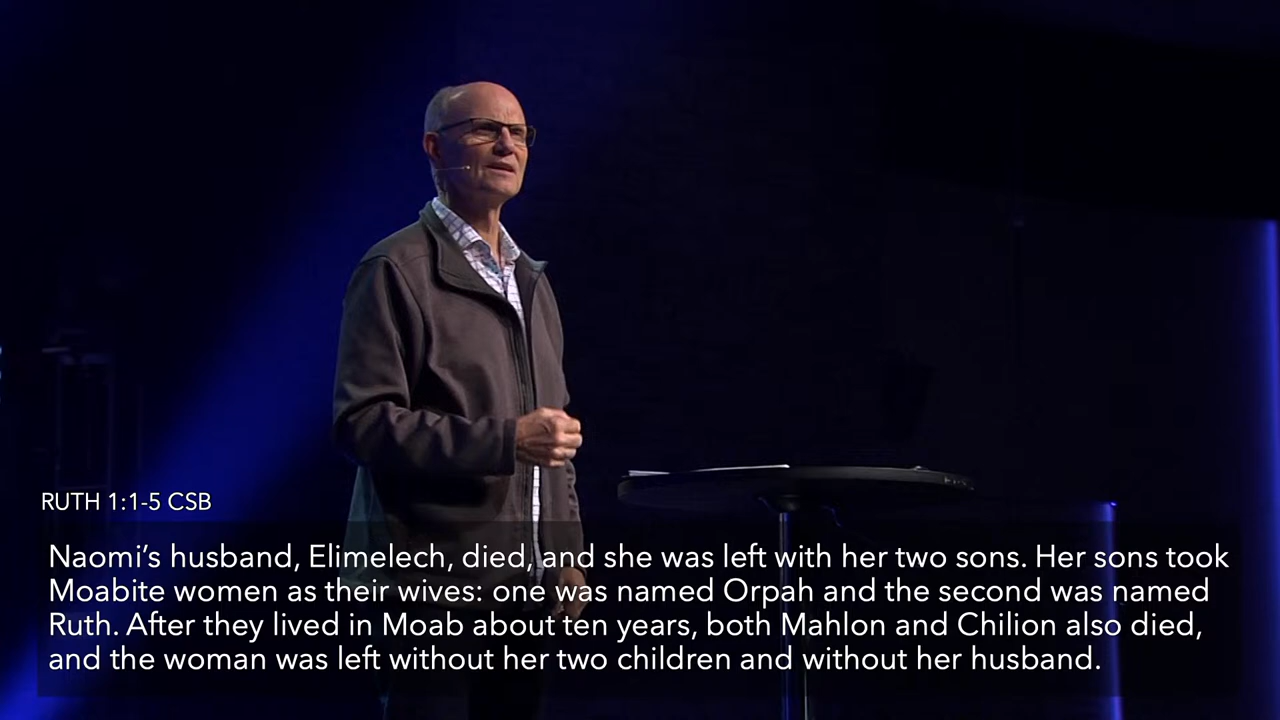 RUTH 1:1-5 CSB
Naomi’s husband, Elimelech, died, and she was left with her two sons. Her sons took
Moabite women as their wives: one was named Orpah and the second was named
Ruth. After they lived in Moab about ten years, both Mahlon and Chilion also died,
and the woman was left without her two children and without her husband.